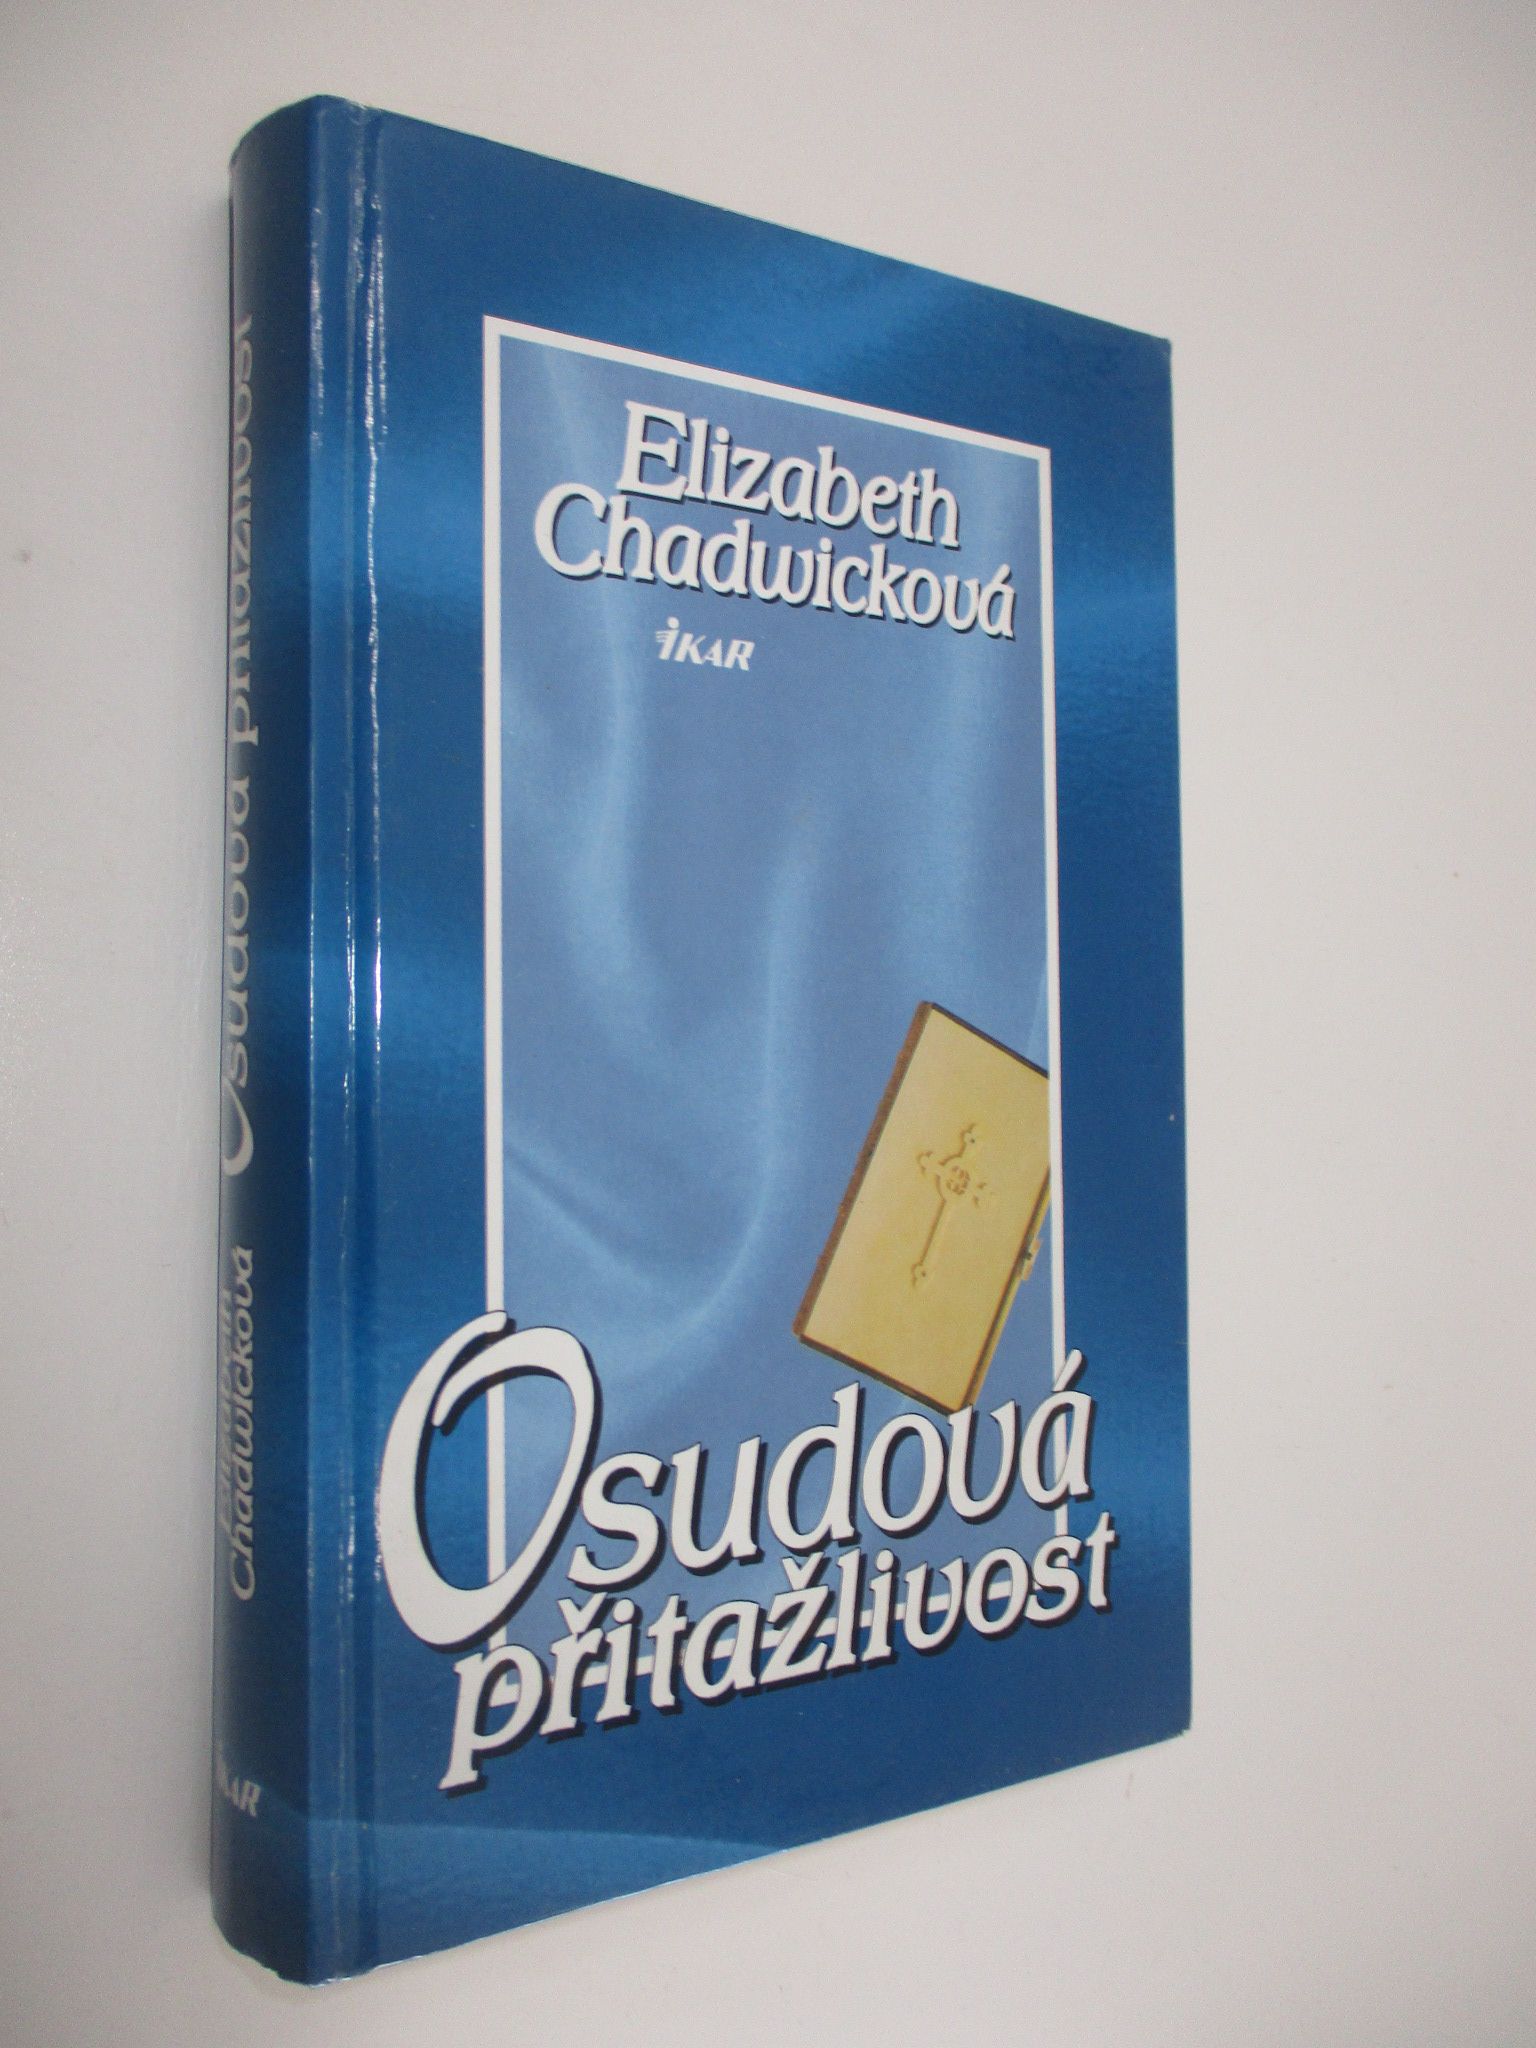 Elizabeth
Chadwicková
IKAR
Osudová
přitažlivost
Elizabeth
Chadwicková
Osudová přitažlivost
IKAR